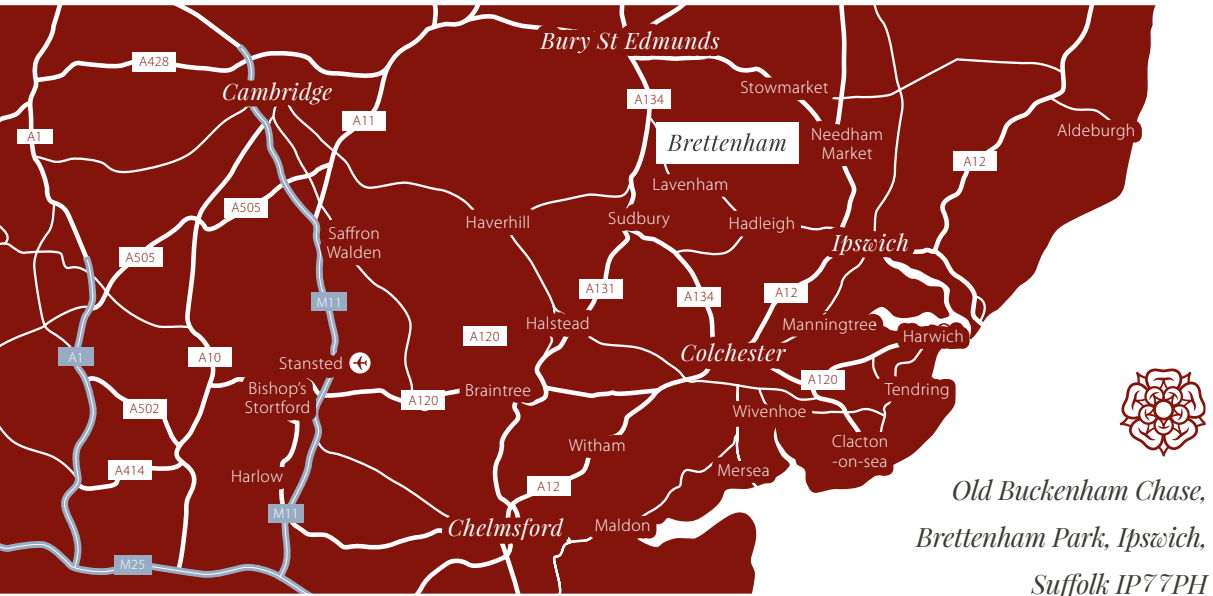 Bury St Edmunds
A428
Cambridge
Stowmarket
A134
A11
A1
Brettenham
Needham
Market
Aldeburgh
A12
Lavenham
A505
Haverhill
Sudbury
Hadleigh
Saffron
Walden
Ipswich
A505
A131
A134
A12
M11
Halstead
Manningtree
A120
Harwich
A1
A10
Stansted
Colchester
Bishop's
Stortford
A120
Braintree
A120
Tendring
A502
Wivenhoe
Clacton
-on-sea
Witham
A414
Harlow
Mersea
A12
M11
Chelmsford
Maldon
M25
Old Buckenham Chase,
Brettenham Park, Ipswich,
Suffolk IP77PH